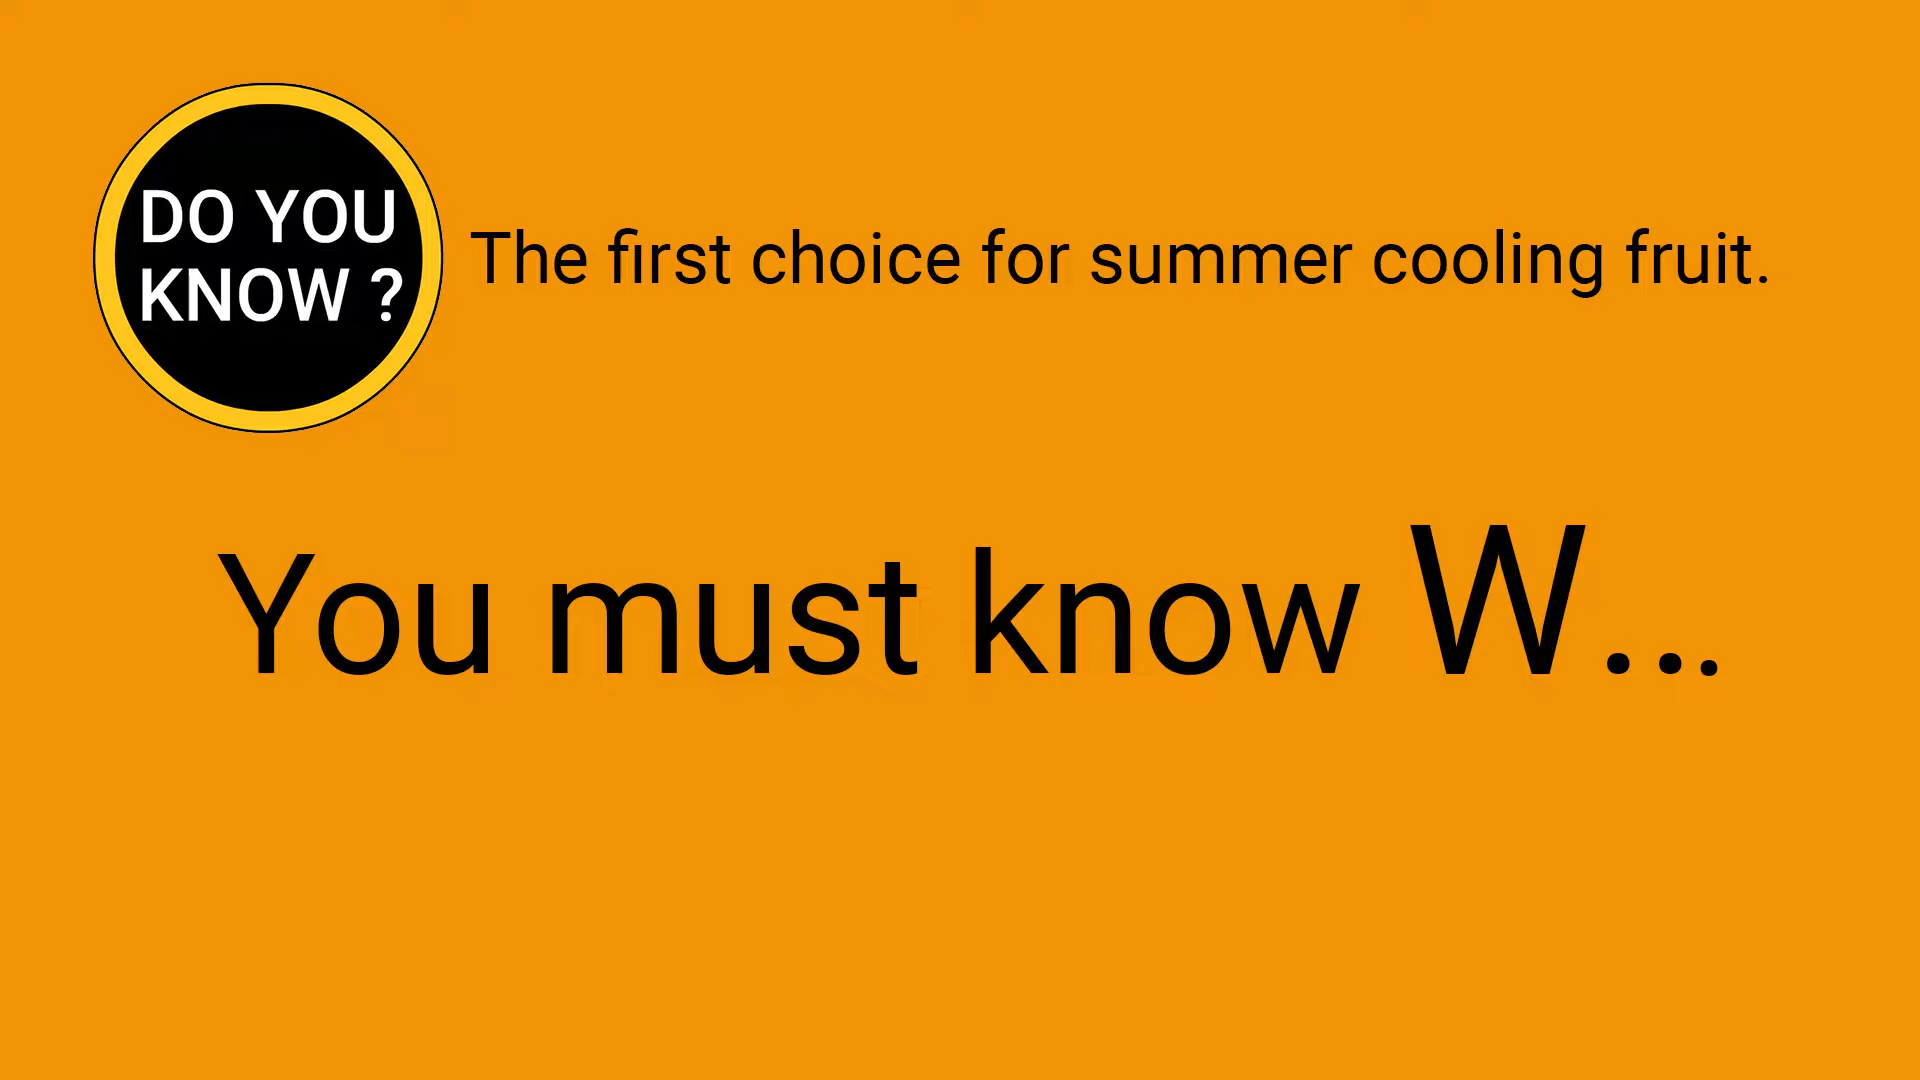 DO YOU
KNOW ?
The first choice for summer cooling fruit.
You must know W...